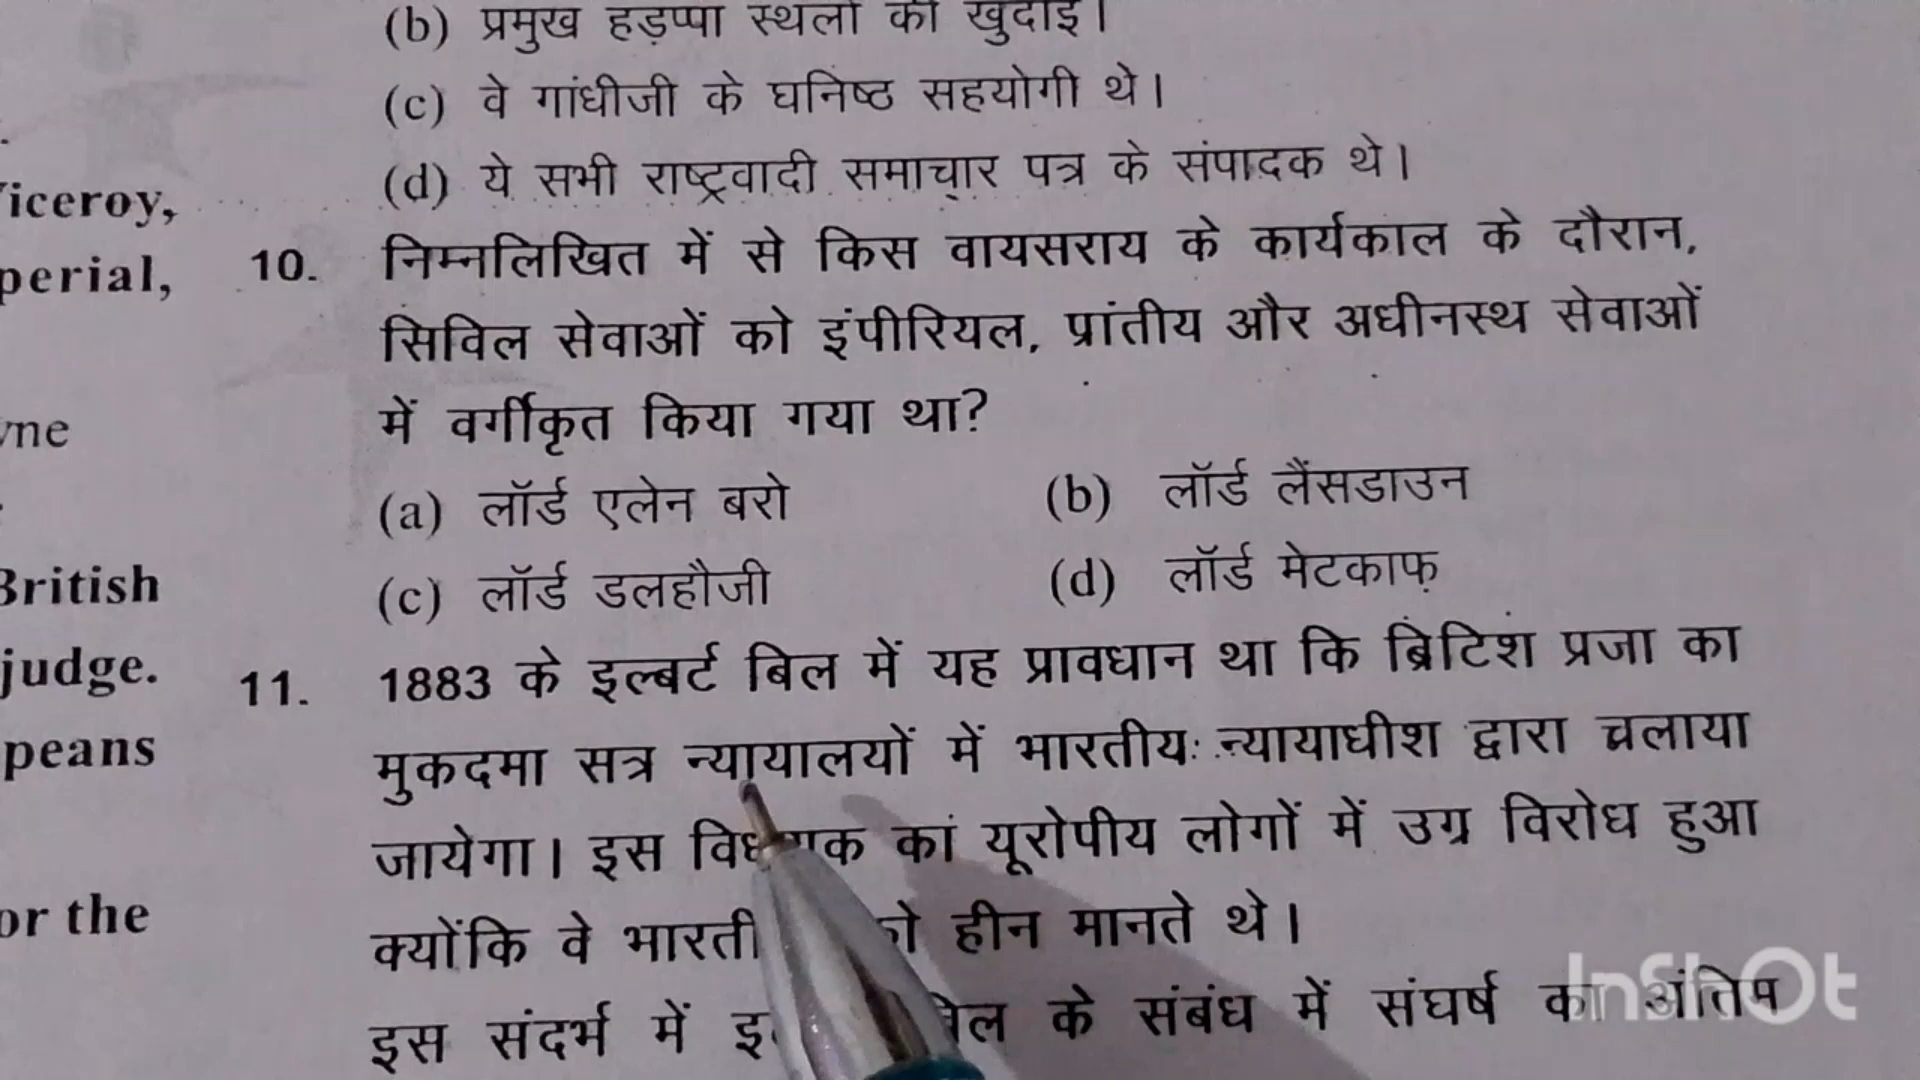 (b) प्रमुख हड़प्पा स्थलों की खुदाई।
(c) वे गांधीजी के घनिष्ठ सहयोगी थे।
(d) ये सभी राष्ट्रवादी समाचार पत्र के संपादक थे।
iceroy,
perial,
10. निम्नलिखित में से किस वायसराय के कार्यकाल के दौरान,
सिविल सेवाओं को इंपीरियल, प्रांतीय और अधीनस्थ सेवाओं
में वर्गीकृत किया गया था?
ne
(a) लॉर्ड एलेन बरो (b) लॉर्ड लैंसडाउन
(c) लॉर्ड डलहौजी (d) लॉर्ड मेटकाफ़
British
judge.
peans
or the
11. 1883 के इल्बर्ट बिल में यह प्रावधान था कि ब्रिटिश प्रजा का
मुकदमा सत्र न्यायालयों में भारतीय न्यायाधीश द्वारा चलाया
जायेगा। इस का यूरोपीय लोगों में उग्र विरोध हुआ
क्योंकि वे हीन मानते थे।
इस संदर्भ में के संबंध में संघर्ष का अंतिम
InShOt